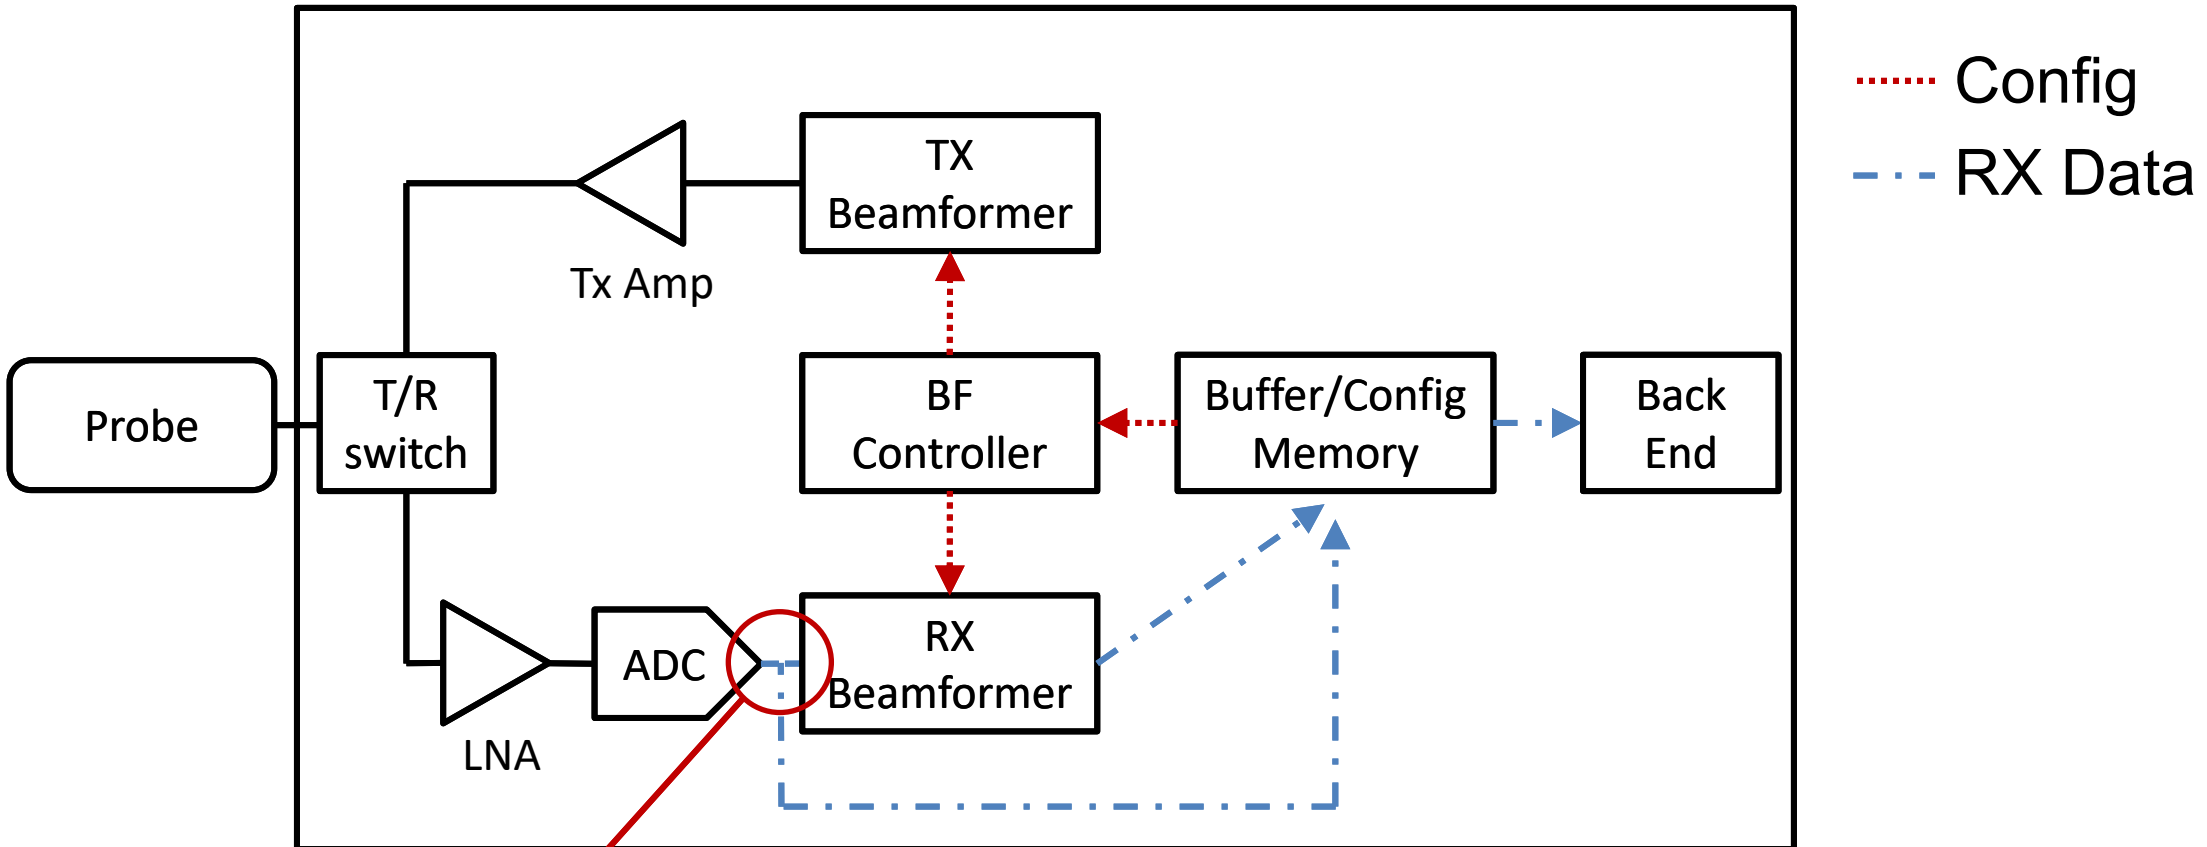 Config
RX Data
TX
Beamformer
Tx Amp
Probe
T/R
switch
BF
Controller
Buffer/Config
Memory
Back
End
LNA
ADC
RX
Beamformer